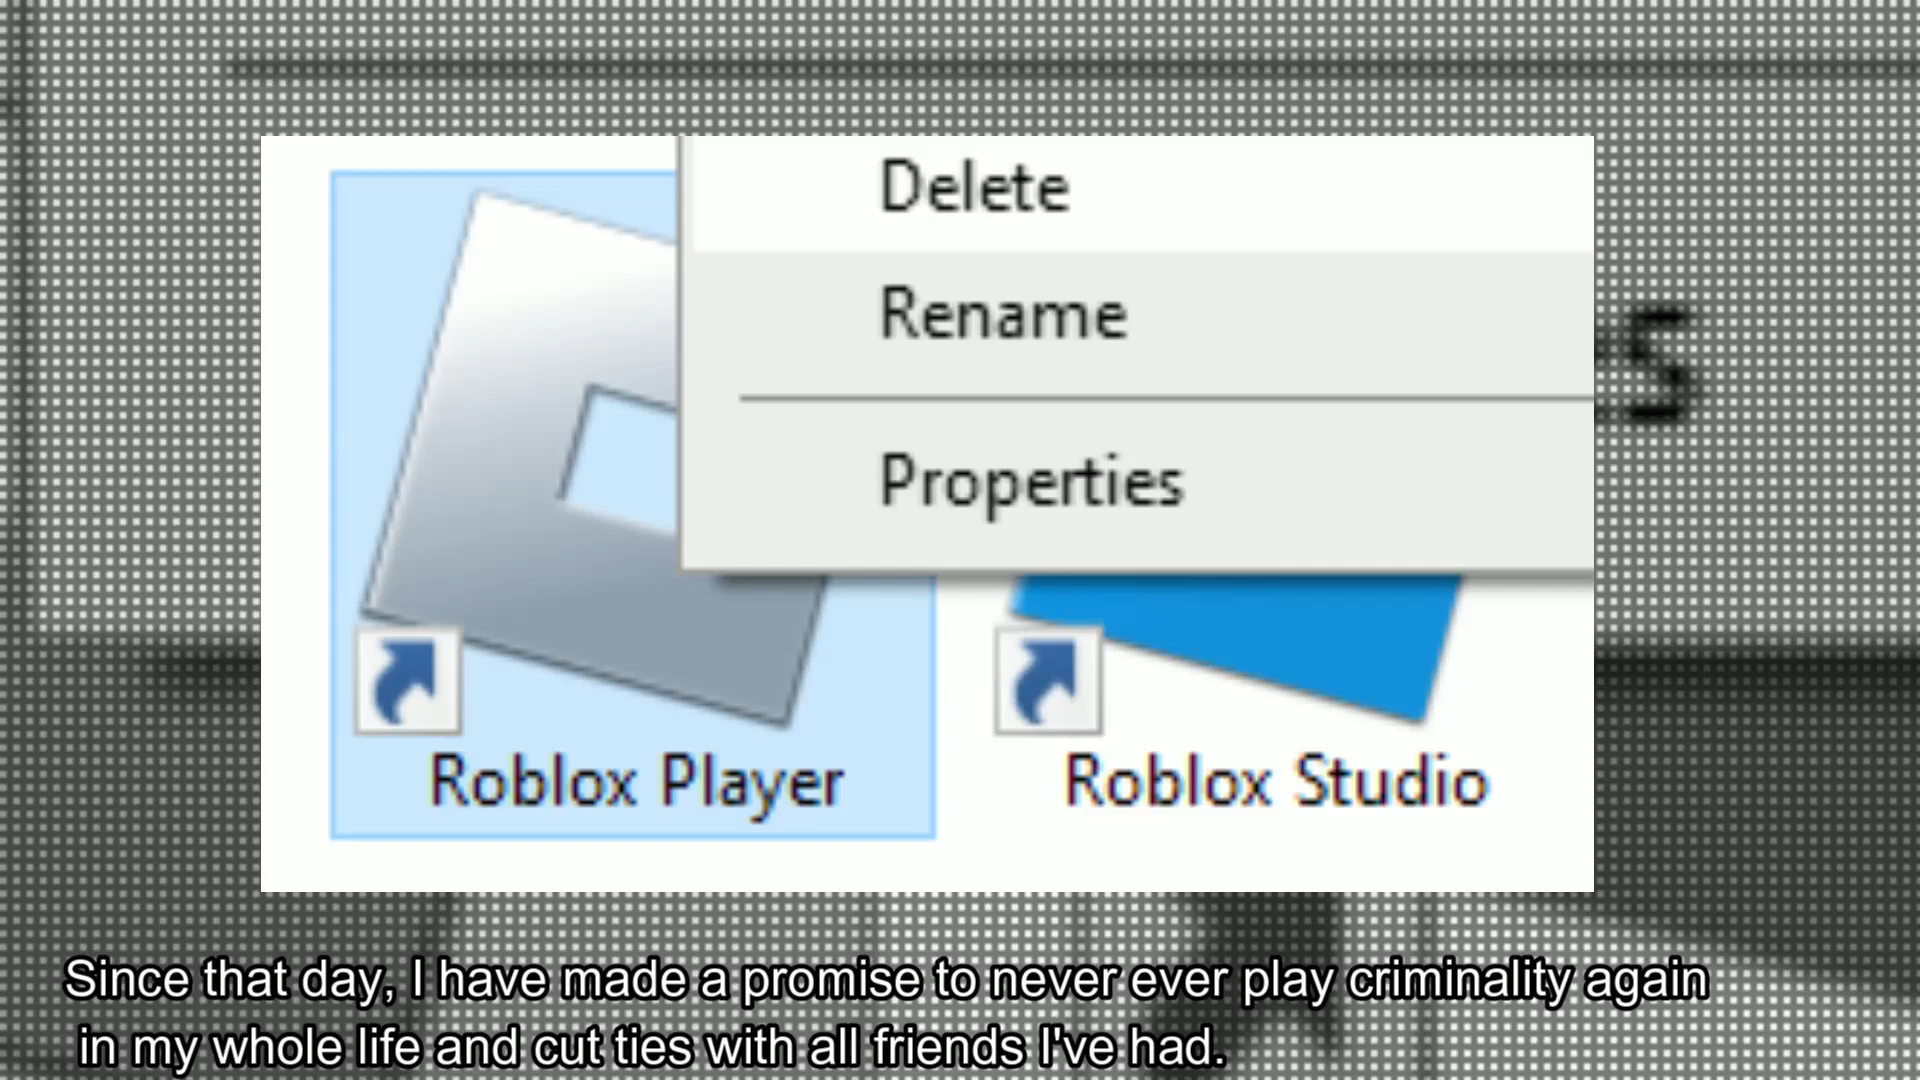 Delete
Rename
Properties
S
Roblox Player
Roblox Studio
Since that day, I have made a promise to never ever play criminality again
in my whole life and cut ties with all friends I've had.